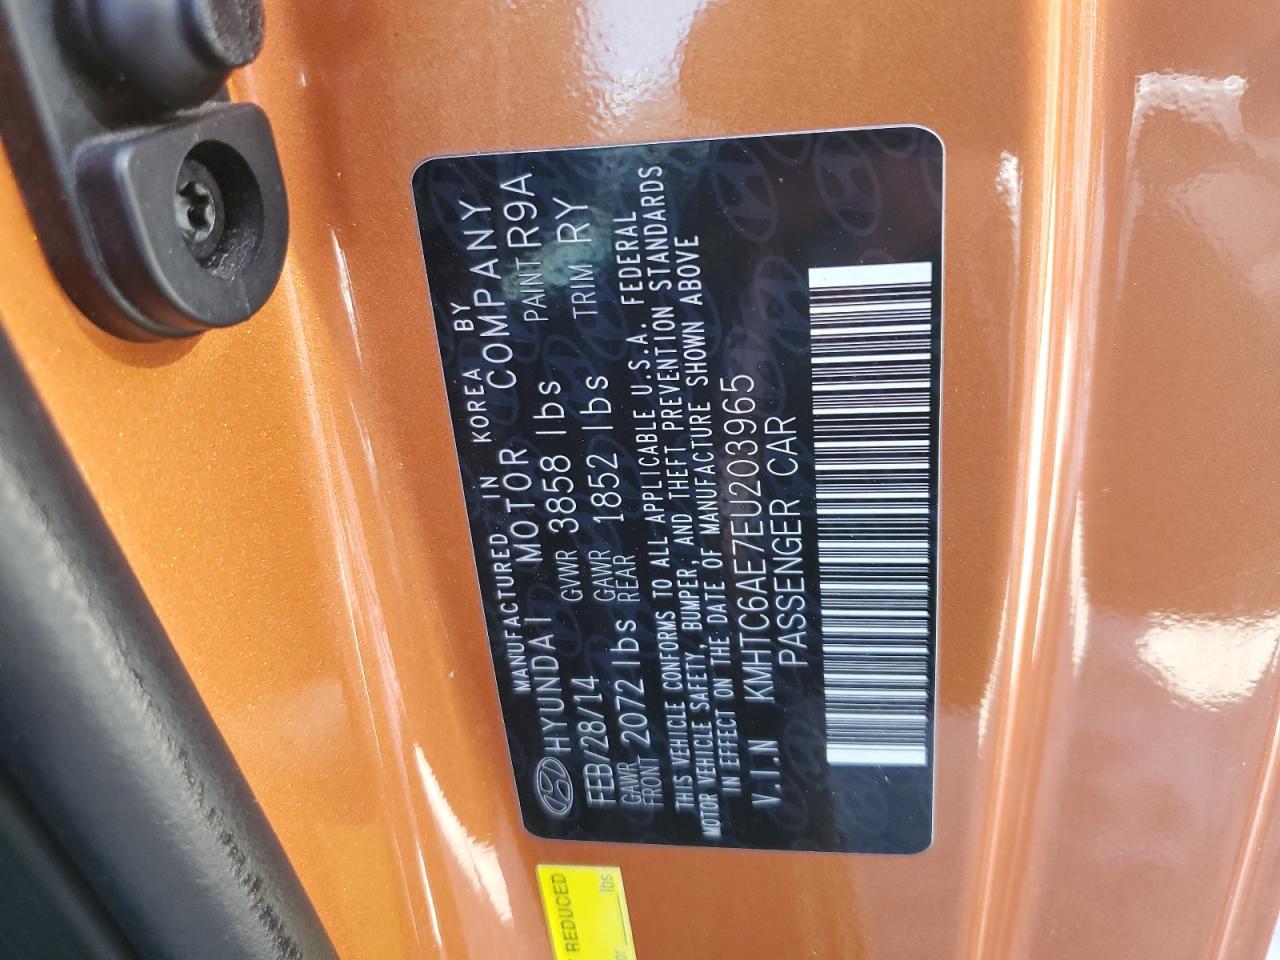 MANUFACTURED IN KOREA BY
HYUNDAI MOTOR COMPANY
FEB/28/14 GVWR 3858 lbs PAINT R9A
GAWR FRONT 2072 lbs GAWR REAR 1852 lbs TRIM RY
THIS VEHICLE CONFORMS TO ALL APPLICABLE U.S.A. FEDERAL
MOTOR VEHICLE SAFETY, BUMPER, AND THEFT PREVENTION STANDARDS
IN EFFECT ON THE DATE OF MANUFACTURE SHOWN ABOVE
V.I.N KMHTC6AE7EU203965
PASSENGER CAR
REDUCED
lbs